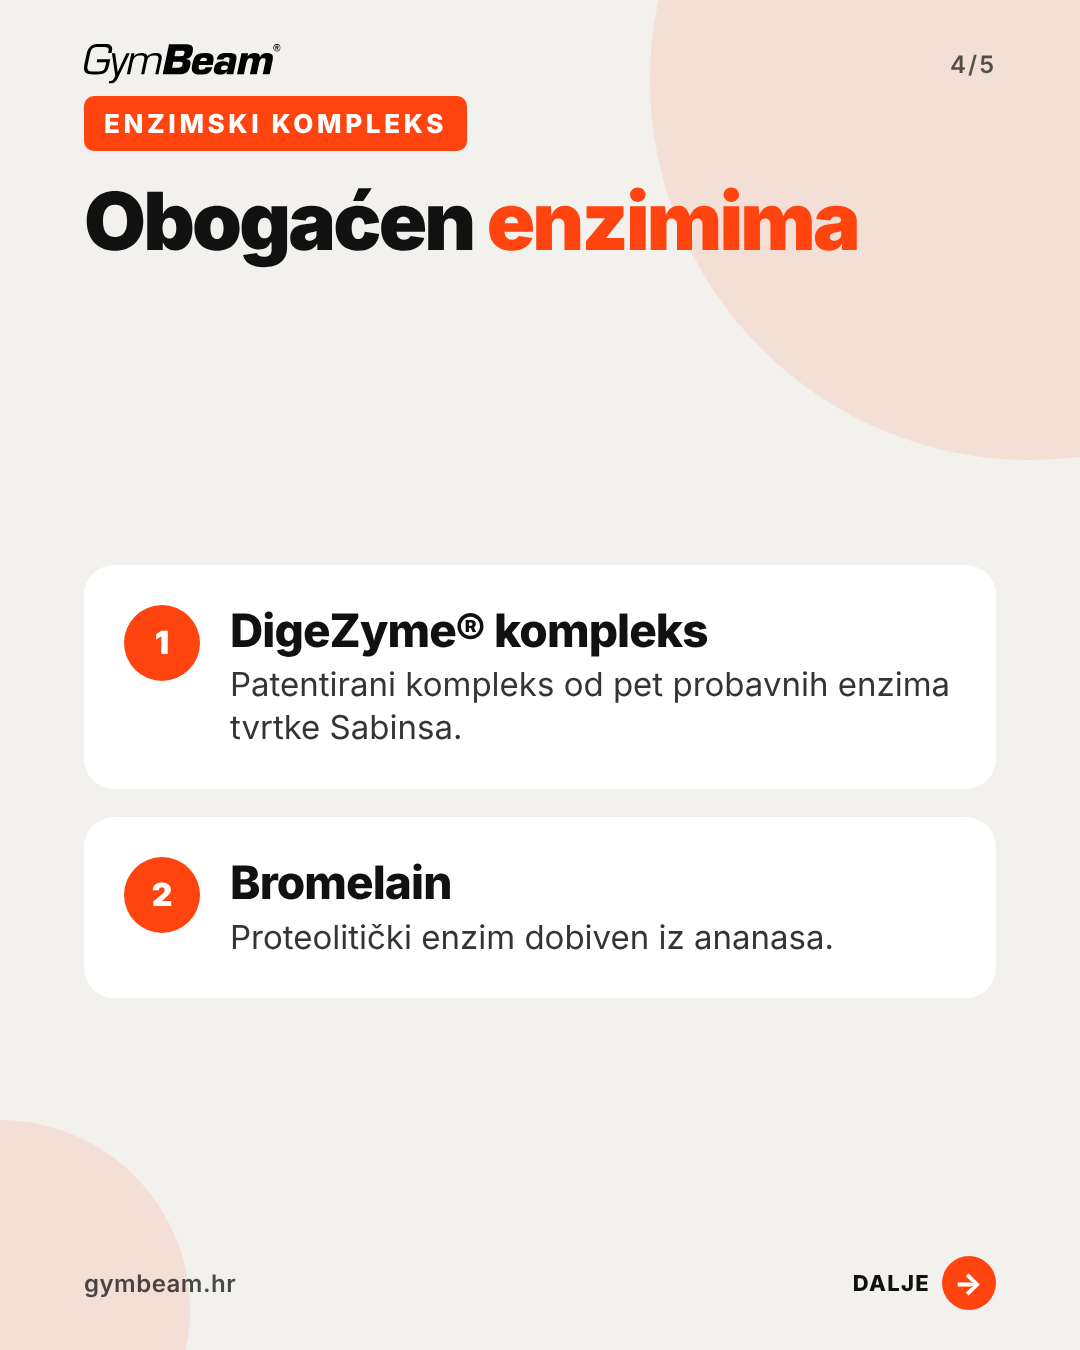 GymBeam®
4/5
ENZIMSKI KOMPLEKS
Obogaćen enzimima
1
DigeZyme® kompleks
Patentirani kompleks od pet probavnih enzima
tvrtke Sabinsa.
2
Bromelain
Proteolitički enzim dobiven iz ananasa.
gymbeam.hr
DALJE →